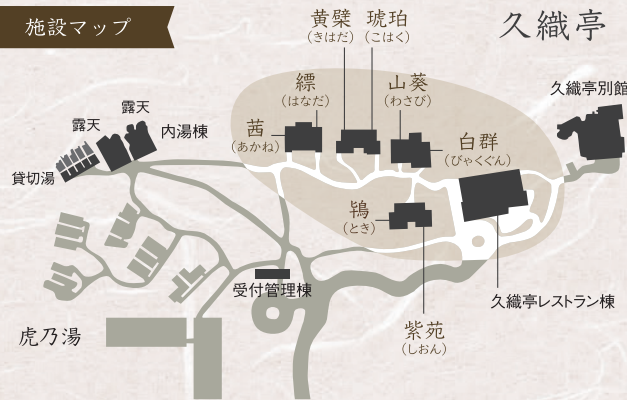 施設マップ
久織亭
黄檗
(きはだ)
琥珀
(こはく)
縹
(はなだ)
山葵
(わさび)
久織亭別館
露天
露天
内湯棟
茜
(あかね)
白群
(びゃくぐん)
貸切湯
鴇
(とき)
受付管理棟
久織亭レストラン棟
虎乃湯
紫苑
(しおん)